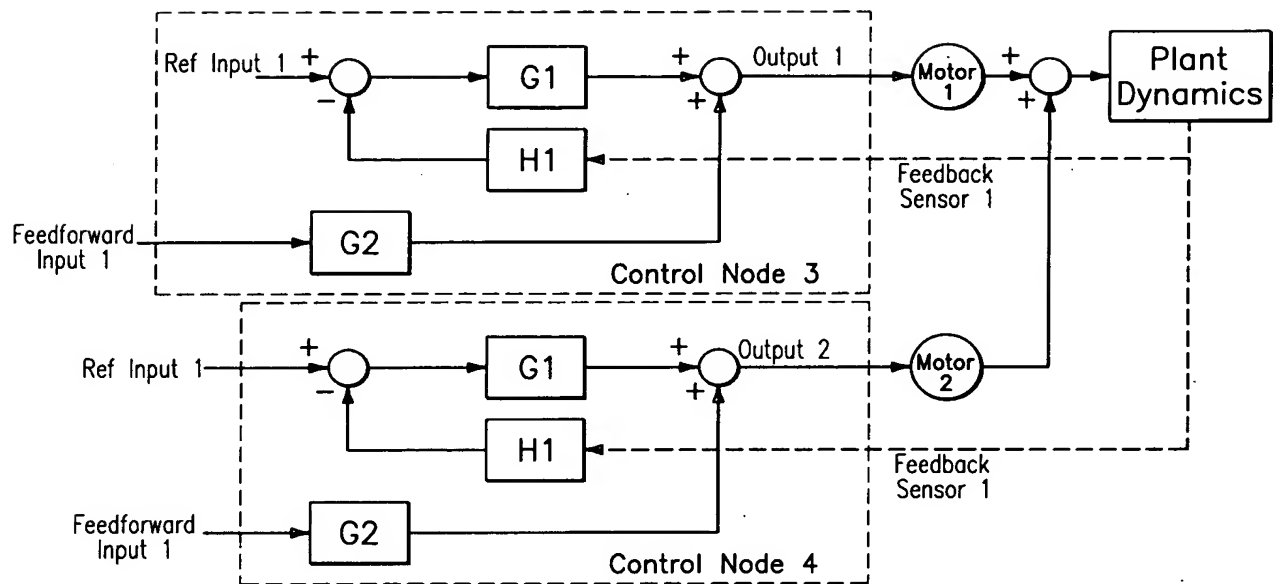 Ref Input 1
+
−
G1
+
+
Output 1
Motor
1
+
+
Plant
Dynamics
H1
Feedback
Sensor 1
Feedforward
Input 1
G2
Control Node 3
Ref Input 1
+
−
G1
+
+
Output 2
Motor
2
H1
Feedback
Sensor 1
Feedforward
Input 1
G2
Control Node 4